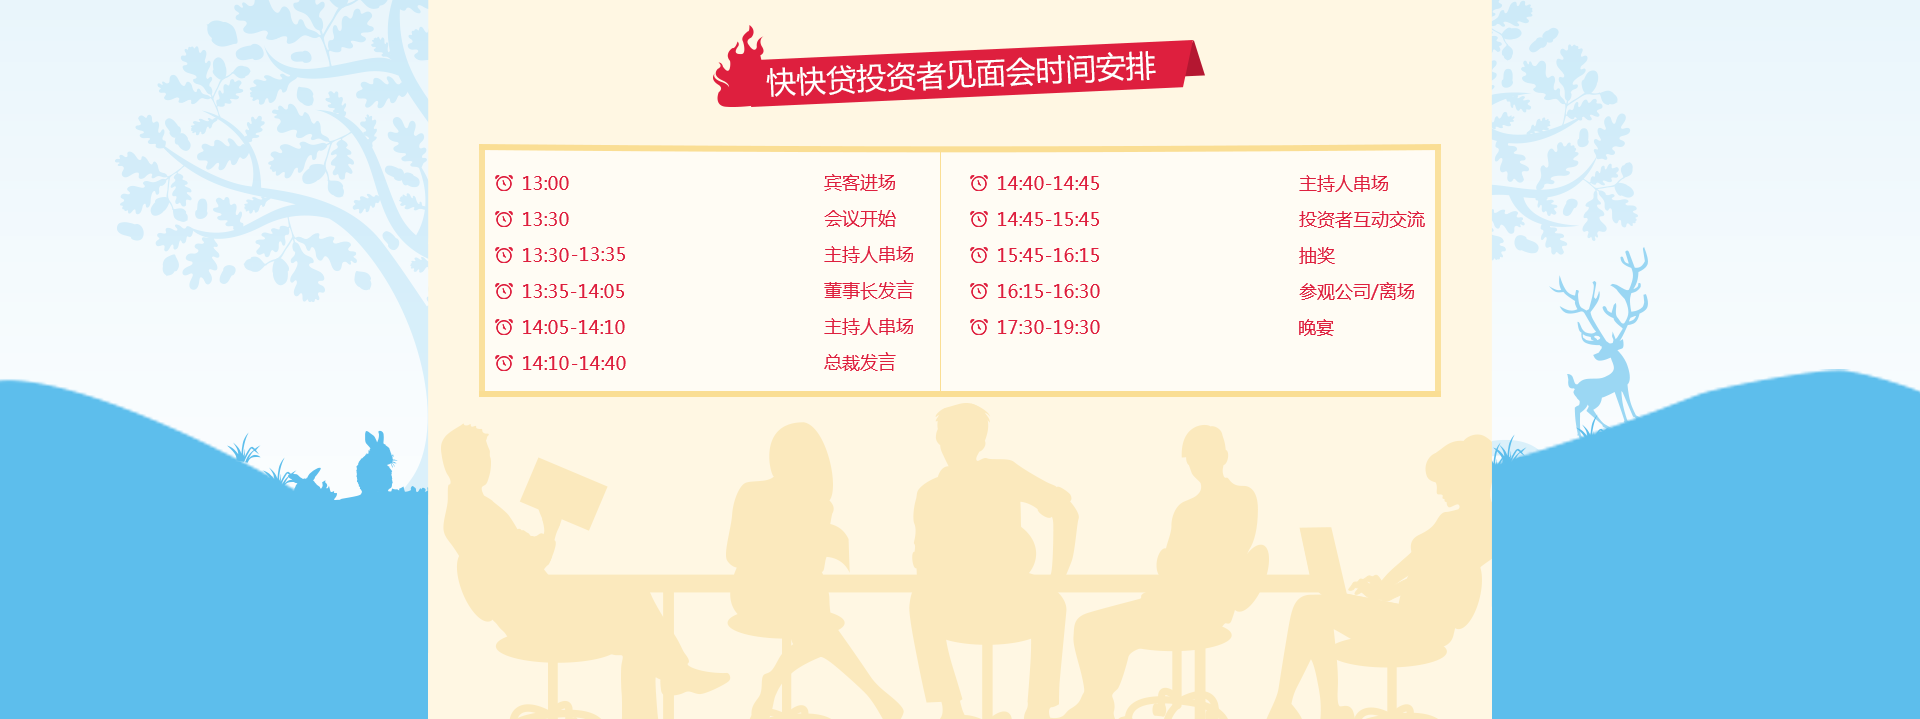 快快贷投资者见面会时间安排
13:00 宾客进场
13:30 会议开始
13:30-13:35 主持人串场
13:35-14:05 董事长发言
14:05-14:10 主持人串场
14:10-14:40 总裁发言
14:40-14:45 主持人串场
14:45-15:45 投资者互动交流
15:45-16:15 抽奖
16:15-16:30 参观公司/离场
17:30-19:30 晚宴